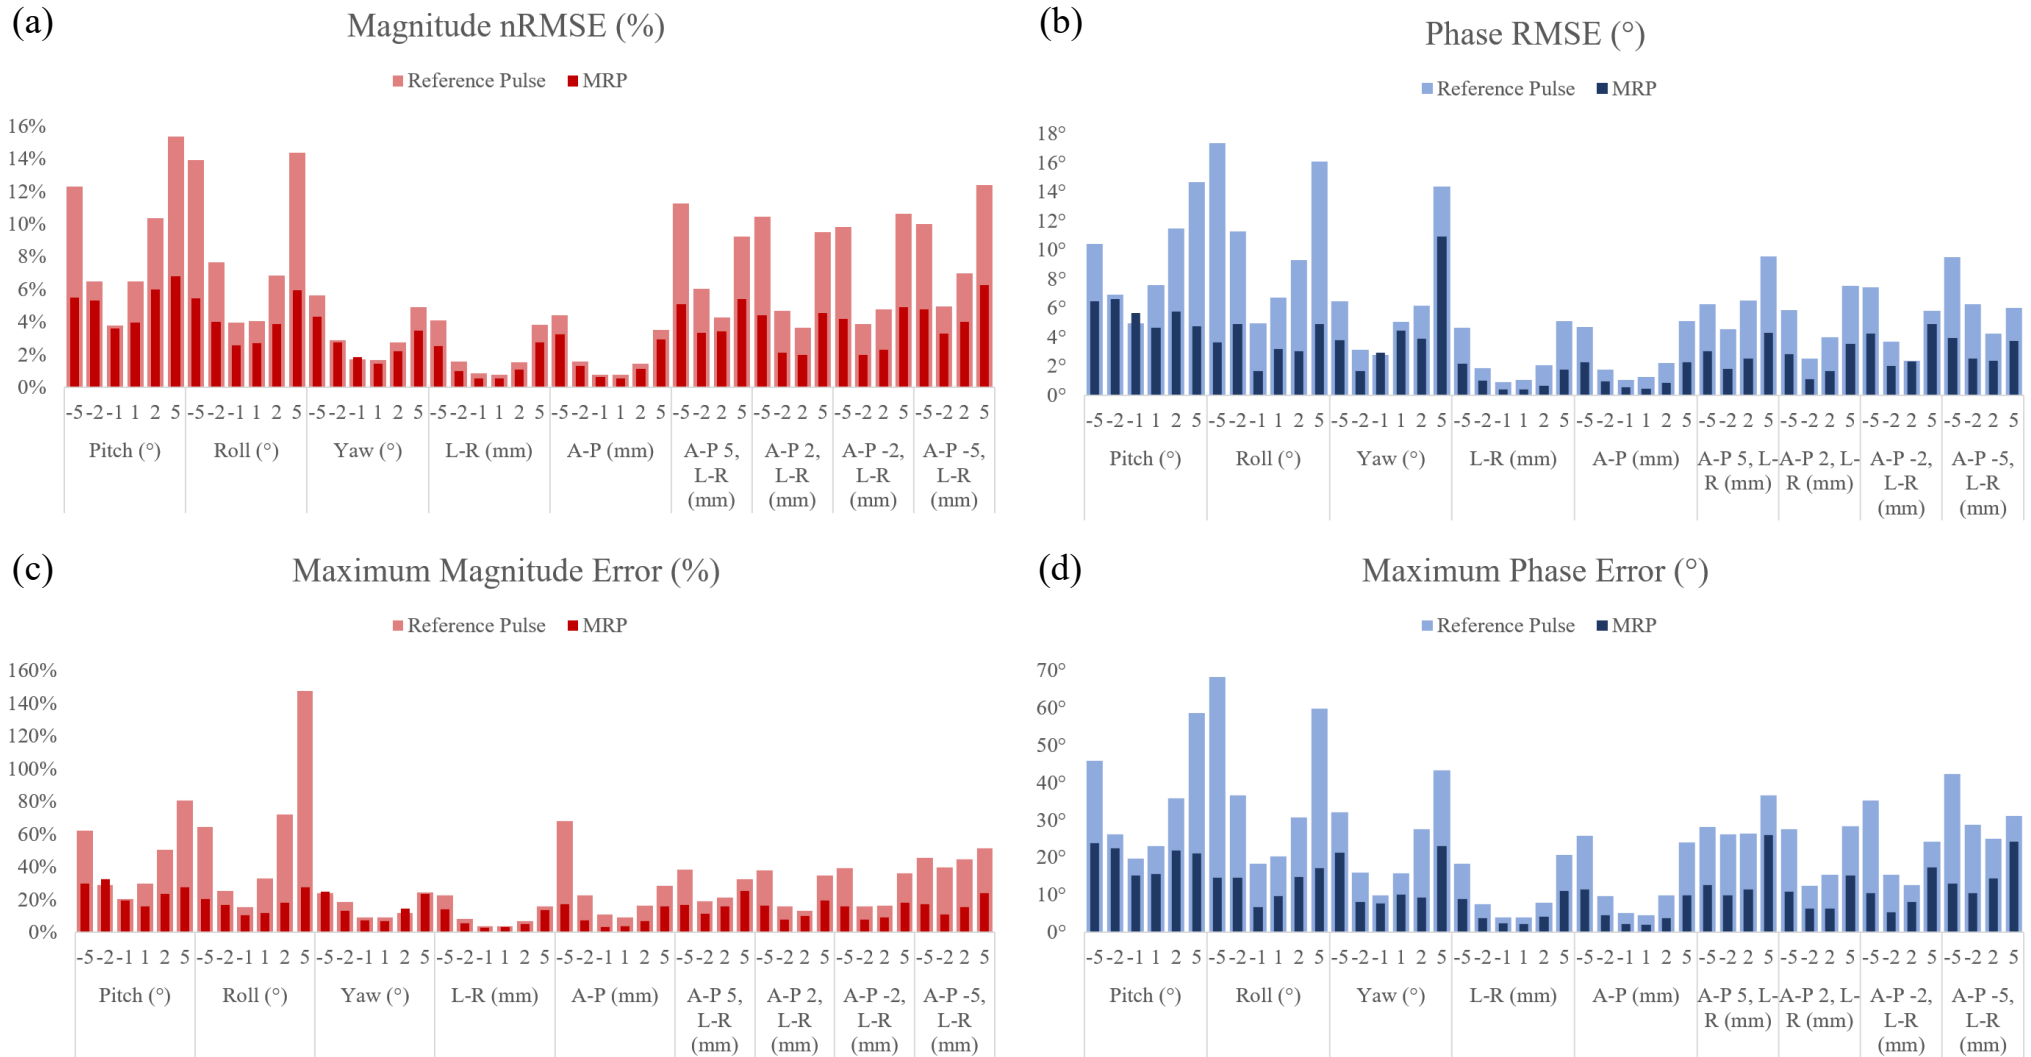 (a)
Magnitude nRMSE (%)
Reference Pulse MRP
16%
14%
12%
10%
8%
6%
4%
2%
0%
-5 -2 -1 1 2 5 -5 -2 -1 1 2 5 -5 -2 -1 1 2 5 -5 -2 -1 1 2 5 -5 -2 -1 1 2 5 -5 -2 2 5 -5 -2 2 5 -5 -2 2 5 -5 -2 2 5
Pitch (°) Roll (°) Yaw (°) L-R (mm) A-P (mm) A-P 5, A-P 2, A-P -2, A-P -5,
L-R L-R L-R L-R
(mm) (mm) (mm) (mm)
(b)
Phase RMSE (°)
Reference Pulse MRP
18°
16°
14°
12°
10°
8°
6°
4°
2°
0°
-5 -2 -1 1 2 5 -5 -2 -1 1 2 5 -5 -2 -1 1 2 5 -5 -2 -1 1 2 5 -5 -2 -1 1 2 5 -5 -2 2 5 -5 -2 2 5 -5 -2 2 5 -5 -2 2 5
Pitch (°) Roll (°) Yaw (°) L-R (mm) A-P (mm) A-P 5, L- A-P 2, L- A-P -2, A-P -5,
R (mm) R (mm) L-R L-R
(mm) (mm)
(c)
Maximum Magnitude Error (%)
Reference Pulse MRP
160%
140%
120%
100%
80%
60%
40%
20%
0%
-5 -2 -1 1 2 5 -5 -2 -1 1 2 5 -5 -2 -1 1 2 5 -5 -2 -1 1 2 5 -5 -2 -1 1 2 5 -5 -2 2 5 -5 -2 2 5 -5 -2 2 5 -5 -2 2 5
Pitch (°) Roll (°) Yaw (°) L-R (mm) A-P (mm) A-P 5, A-P 2, A-P -2, A-P -5,
L-R L-R L-R L-R
(mm) (mm) (mm) (mm)
(d)
Maximum Phase Error (°)
Reference Pulse MRP
70°
60°
50°
40°
30°
20°
10°
0°
-5 -2 -1 1 2 5 -5 -2 -1 1 2 5 -5 -2 -1 1 2 5 -5 -2 -1 1 2 5 -5 -2 -1 1 2 5 -5 -2 2 5 -5 -2 2 5 -5 -2 2 5 -5 -2 2 5
Pitch (°) Roll (°) Yaw (°) L-R (mm) A-P (mm) A-P 5, L- A-P 2, L- A-P -2, A-P -5,
R (mm) R (mm) L-R L-R
(mm) (mm)